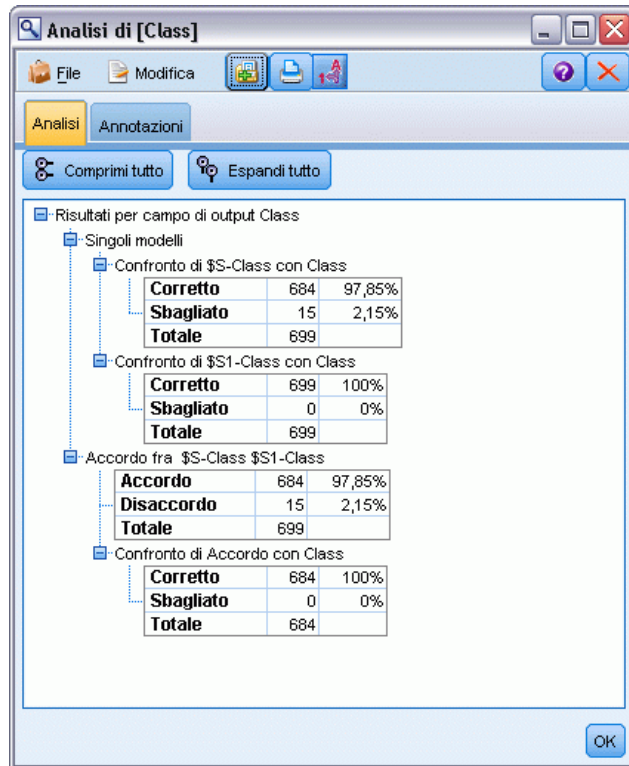 Analisi di [Class]
File Modifica
Analisi Annotazioni
Comprimi tutto Espandi tutto
Risultati per campo di output Class
Singoli modelli
Confronto di $S-Class con Class
Corretto 684 97,85%
Sbagliato 15 2,15%
Totale 699
Confronto di $S1-Class con Class
Corretto 699 100%
Sbagliato 0 0%
Totale 699
Accordo fra $S-Class $S1-Class
Accordo 684 97,85%
Disaccordo 15 2,15%
Totale 699
Confronto di Accordo con Class
Corretto 684 100%
Sbagliato 0 0%
Totale 684
OK